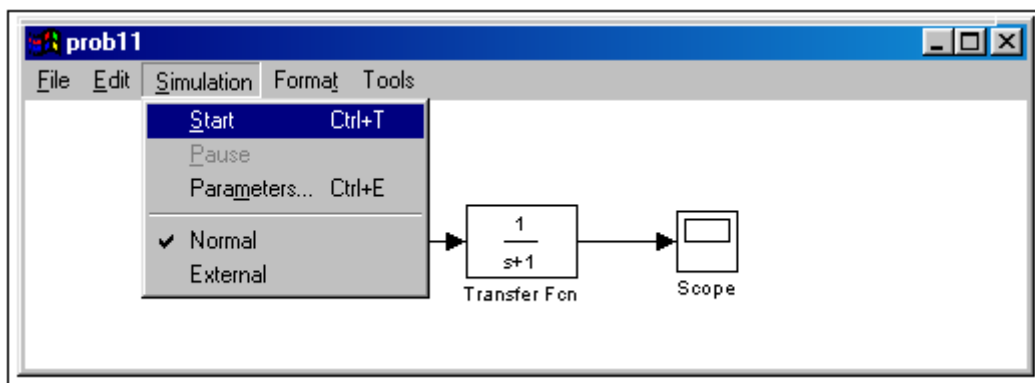 prob11
File Edit Simulation Format Tools
Start Ctrl+T
Pause
Parameters... Ctrl+E
Normal
External
1
s+1
Transfer Fcn
Scope